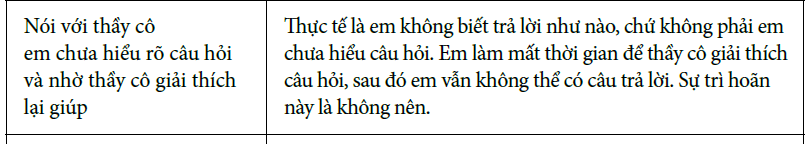 Nói với thầy cô
em chưa hiểu rõ câu hỏi
và nhờ thầy cô giải thích
lại giúp
Thực tế là em không biết trả lời như nào, chứ không phải em
chưa hiểu câu hỏi. Em làm mất thời gian để thầy cô giải thích
câu hỏi, sau đó em vẫn không thể có câu trả lời. Sự trì hoãn
này là không nên.